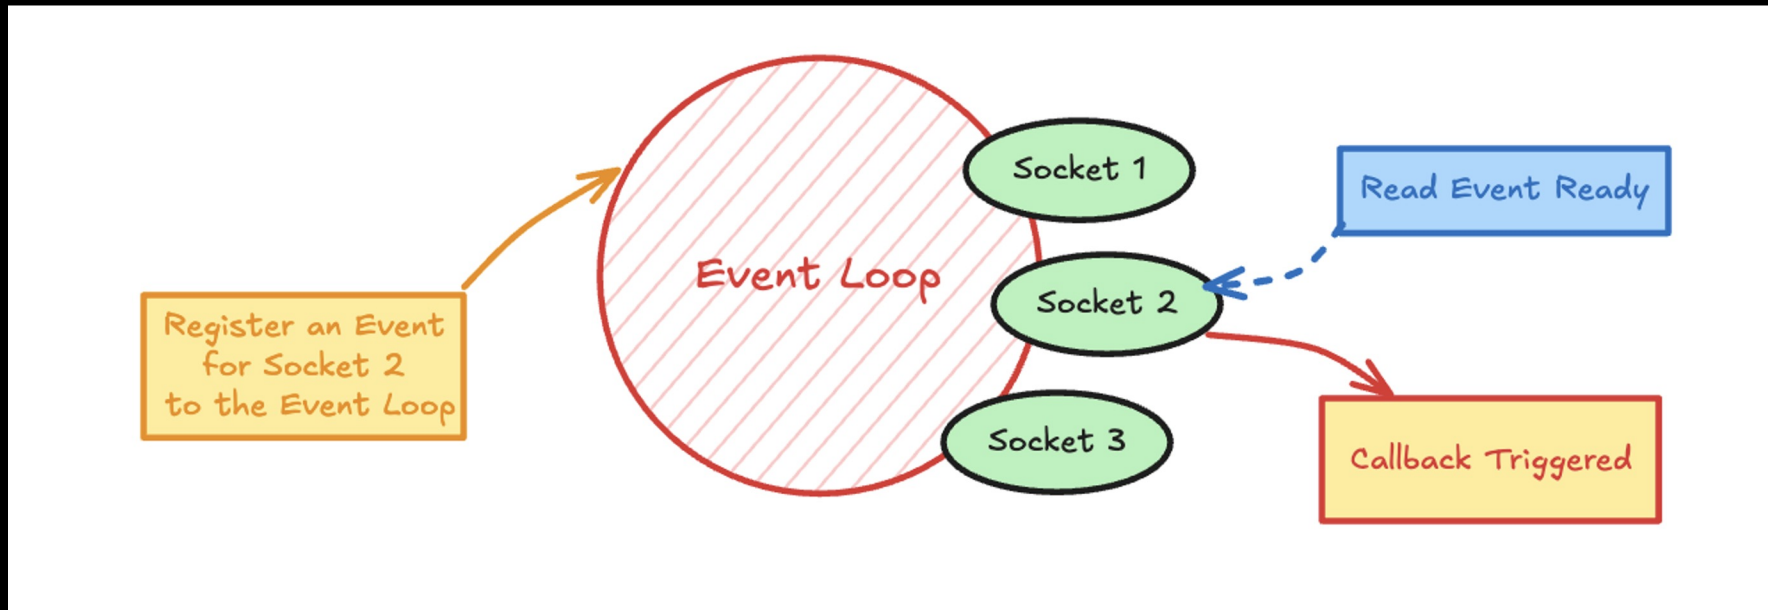 Socket 1
Read Event Ready
Event Loop
Socket 2
Register an Event
for Socket 2
to the Event Loop
Socket 3
Callback Triggered